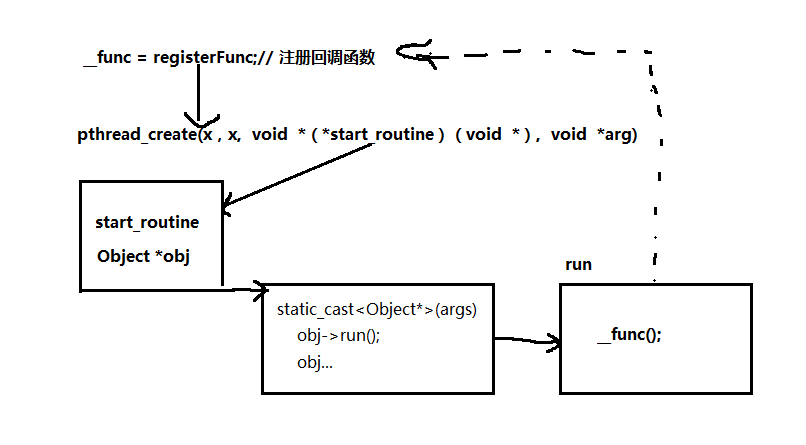 __func = registerFunc;// 注册回调函数
pthread_create(x , x,  void  * ( *start_routine )  ( void  * ) ,  void  *arg)
start_routine
Object *obj
static_cast<Object*>(args)
obj->run();
obj...
run
__func();